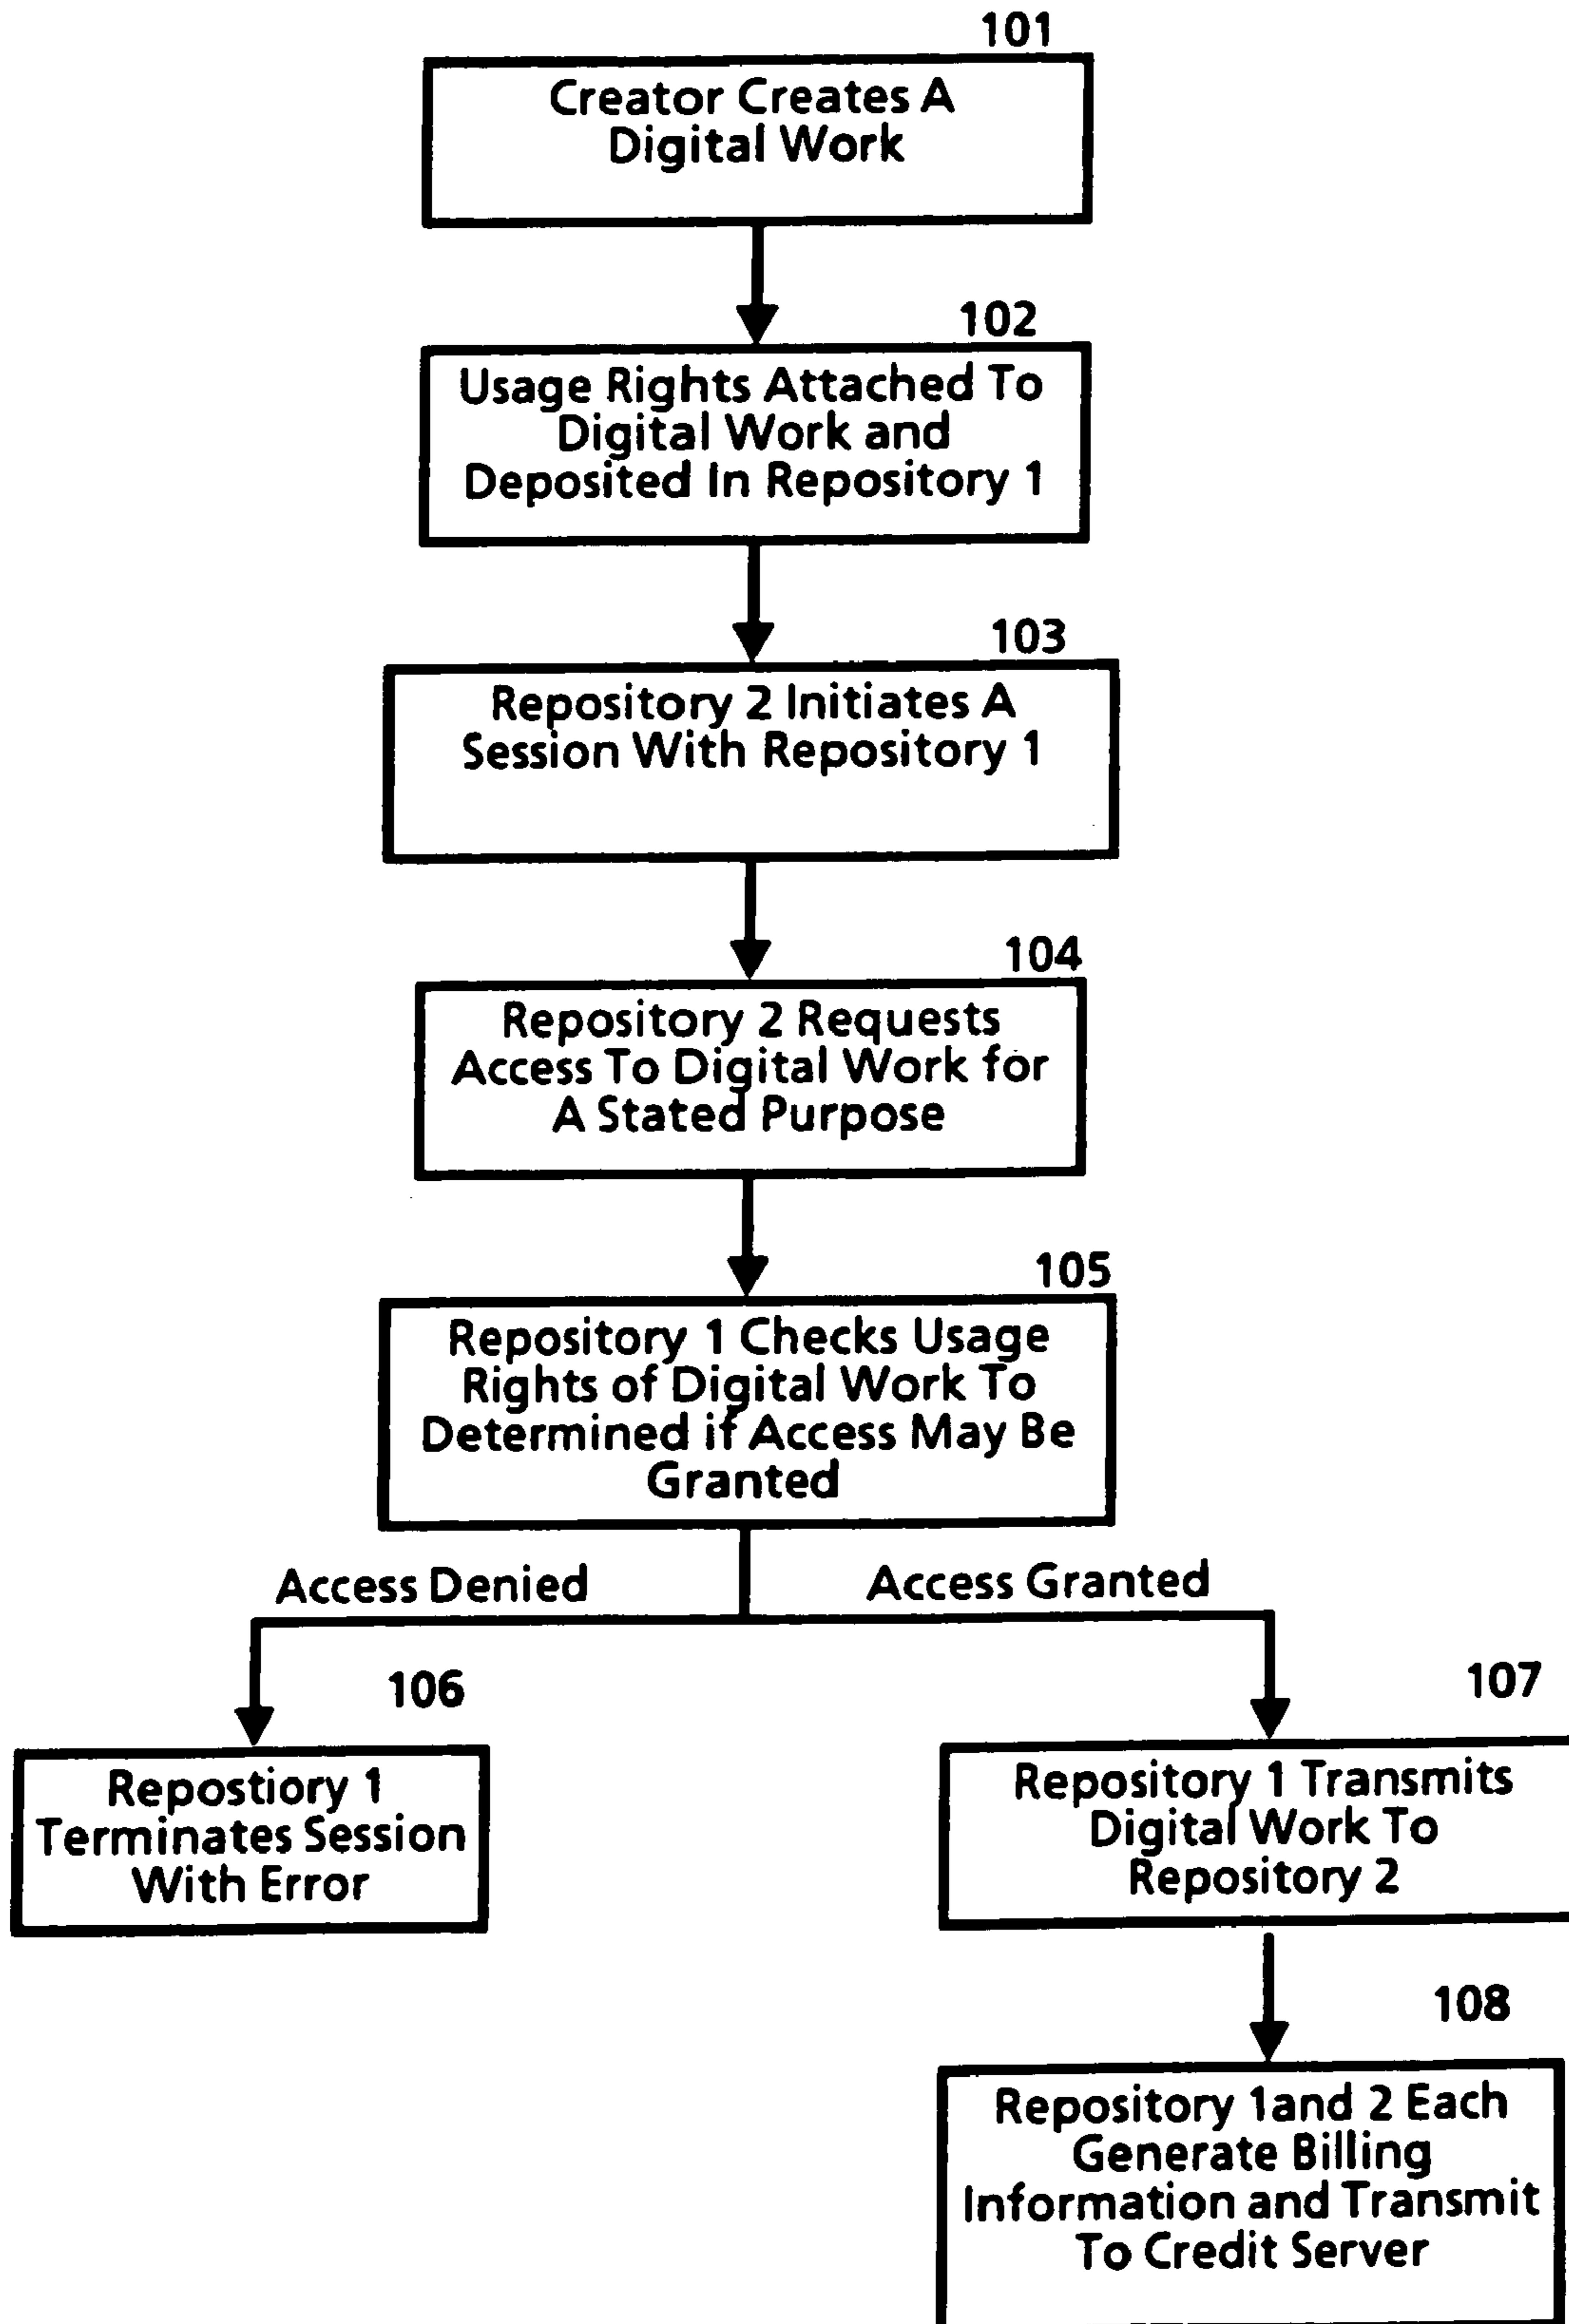 101
Creator Creates A
Digital Work
102
Usage Rights Attached To
Digital Work and
Deposited In Repository 1
103
Repository 2 Initiates A
Session With Repository 1
104
Repository 2 Requests
Access To Digital Work for
A Stated Purpose
105
Repository 1 Checks Usage
Rights of Digital Work To
Determined if Access May Be
Granted
Access Denied
Access Granted
106
Repostiory 1
Terminates Session
With Error
107
Repository 1 Transmits
Digital Work To
Repository 2
108
Repository 1and 2 Each
Generate Billing
Information and Transmit
To Credit Server